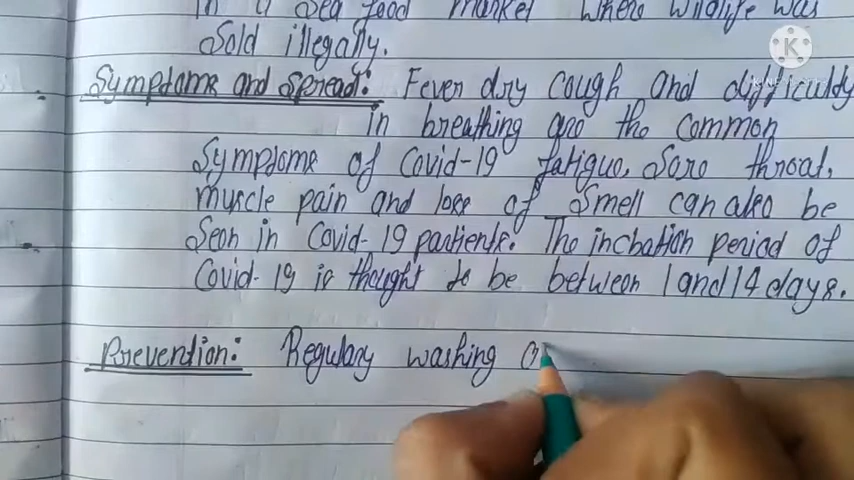 in a Sea food market where wildlife was
Sold illegally.
Symptoms and Spread: Fever dry cough and difficulty
in breathing are the common
Symptoms of Covid-19 fatigue, Sore throat,
muscle pain and loss of Smell can also be
Seen in Covid-19 patients. The incbation period of
Covid-19 is thought to be between 1 and 14 days.
Prevention: Regulary washing o
K